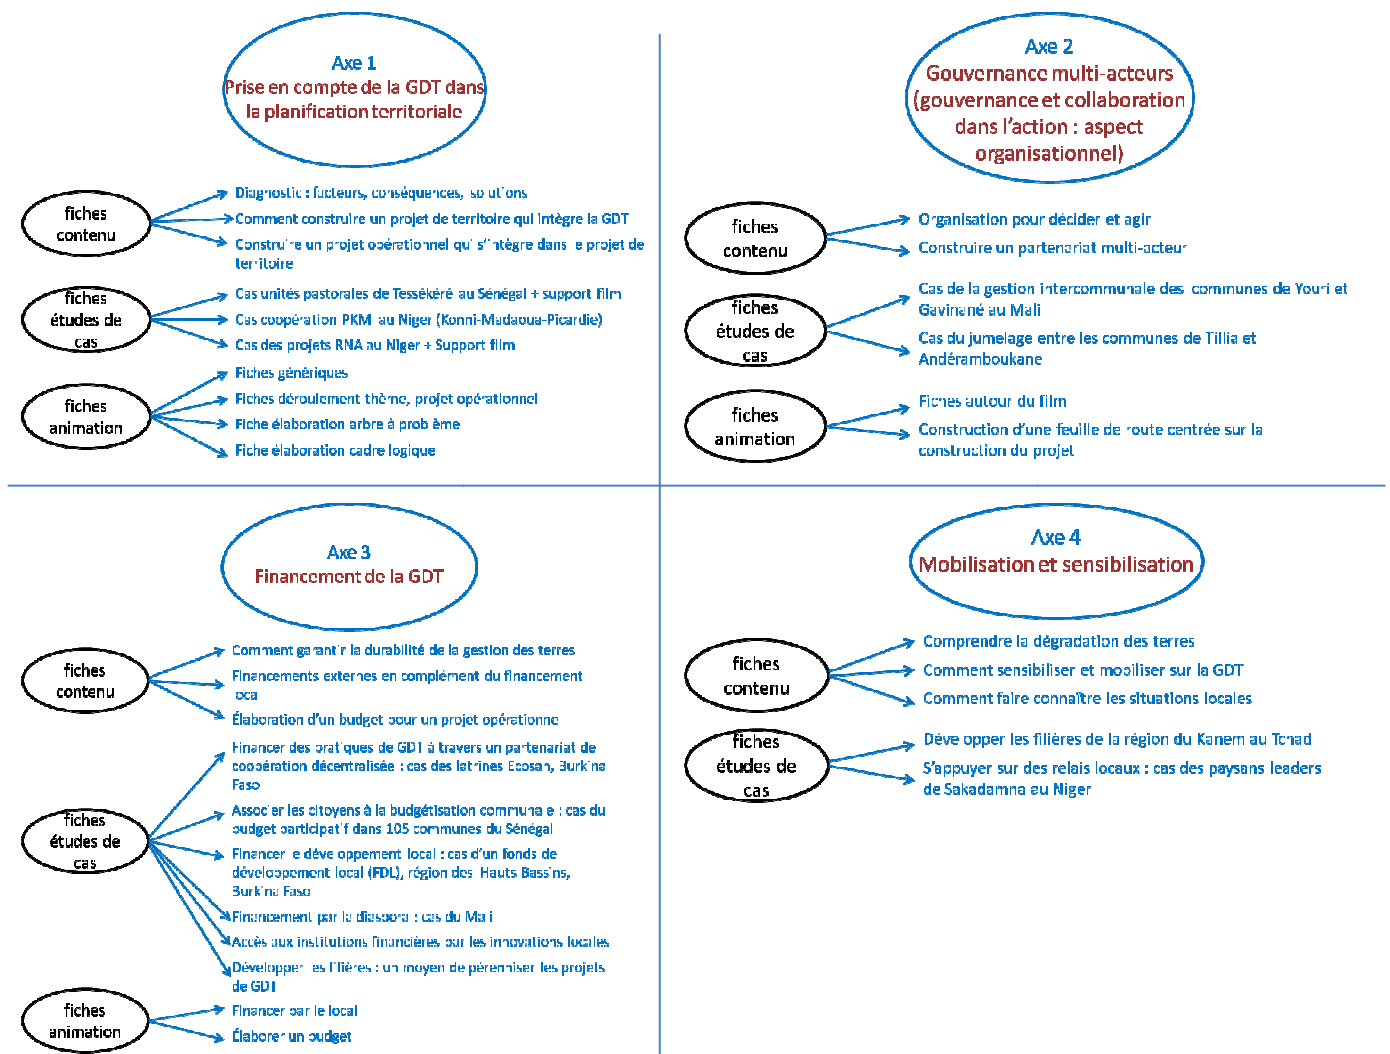 Axe 1
Prise en compte de la GDT dans
la planification territoriale
fiches
contenu
Diagnostic : facteurs, conséquences, solutions
Comment construire un projet de territoire qui intègre la GDT
Construire un projet opérationnel qui s'intègre dans le projet de
territoire
fiches
études de
cas
Cas unités pastorales de Tessékéré au Sénégal + support film
Cas coopération PKM au Niger (Konni-Madaoua-Picardie)
Cas des projets RNA au Niger + Support film
fiches
animation
Fiches génériques
Fiches déroulement thème, projet opérationnel
Fiche élaboration arbre à problème
Fiche élaboration cadre logique
Axe 2
Gouvernance multi-acteurs
(gouvernance et collaboration
dans l'action : aspect
organisationnel)
fiches
contenu
Organisation pour décider et agir
Construire un partenariat multi-acteur
fiches
études de
cas
Cas de la gestion intercommunale des communes de Youri et
Gavinané au Mali
Cas du jumelage entre les communes de Tillia et
Andéramboukane
fiches
animation
Fiches autour du film
Construction d'une feuille de route centrée sur la
construction du projet
Axe 3
Financement de la GDT
fiches
contenu
Comment garantir la durabilité de la gestion des terres
Financements externes en complément du financement
local
Élaboration d'un budget pour un projet opérationnel
fiches
études de
cas
Financer des pratiques de GDT à travers un partenariat de
coopération décentralisée : cas des latrines Ecosan, Burkina
Faso
Associer les citoyens à la budgétisation communale : cas du
budget participatif dans 105 communes du Sénégal
Financer le développement local : cas d'un fonds de
développement local (FDL), région des Hauts Bassins,
Burkina Faso
Financement par la diaspora : cas du Mali
Accès aux institutions financières par les innovations locales
Développer les filières : un moyen de pérenniser les projets
de GDT
fiches
animation
Financer par le local
Élaborer un budget
Axe 4
Mobilisation et sensibilisation
fiches
contenu
Comprendre la dégradation des terres
Comment sensibiliser et mobiliser sur la GDT
Comment faire connaître les situations locales
fiches
études de
cas
Développer les filières de la région du Kanem au Tchad
S'appuyer sur des relais locaux : cas des paysans leaders
de Sakadamna au Niger